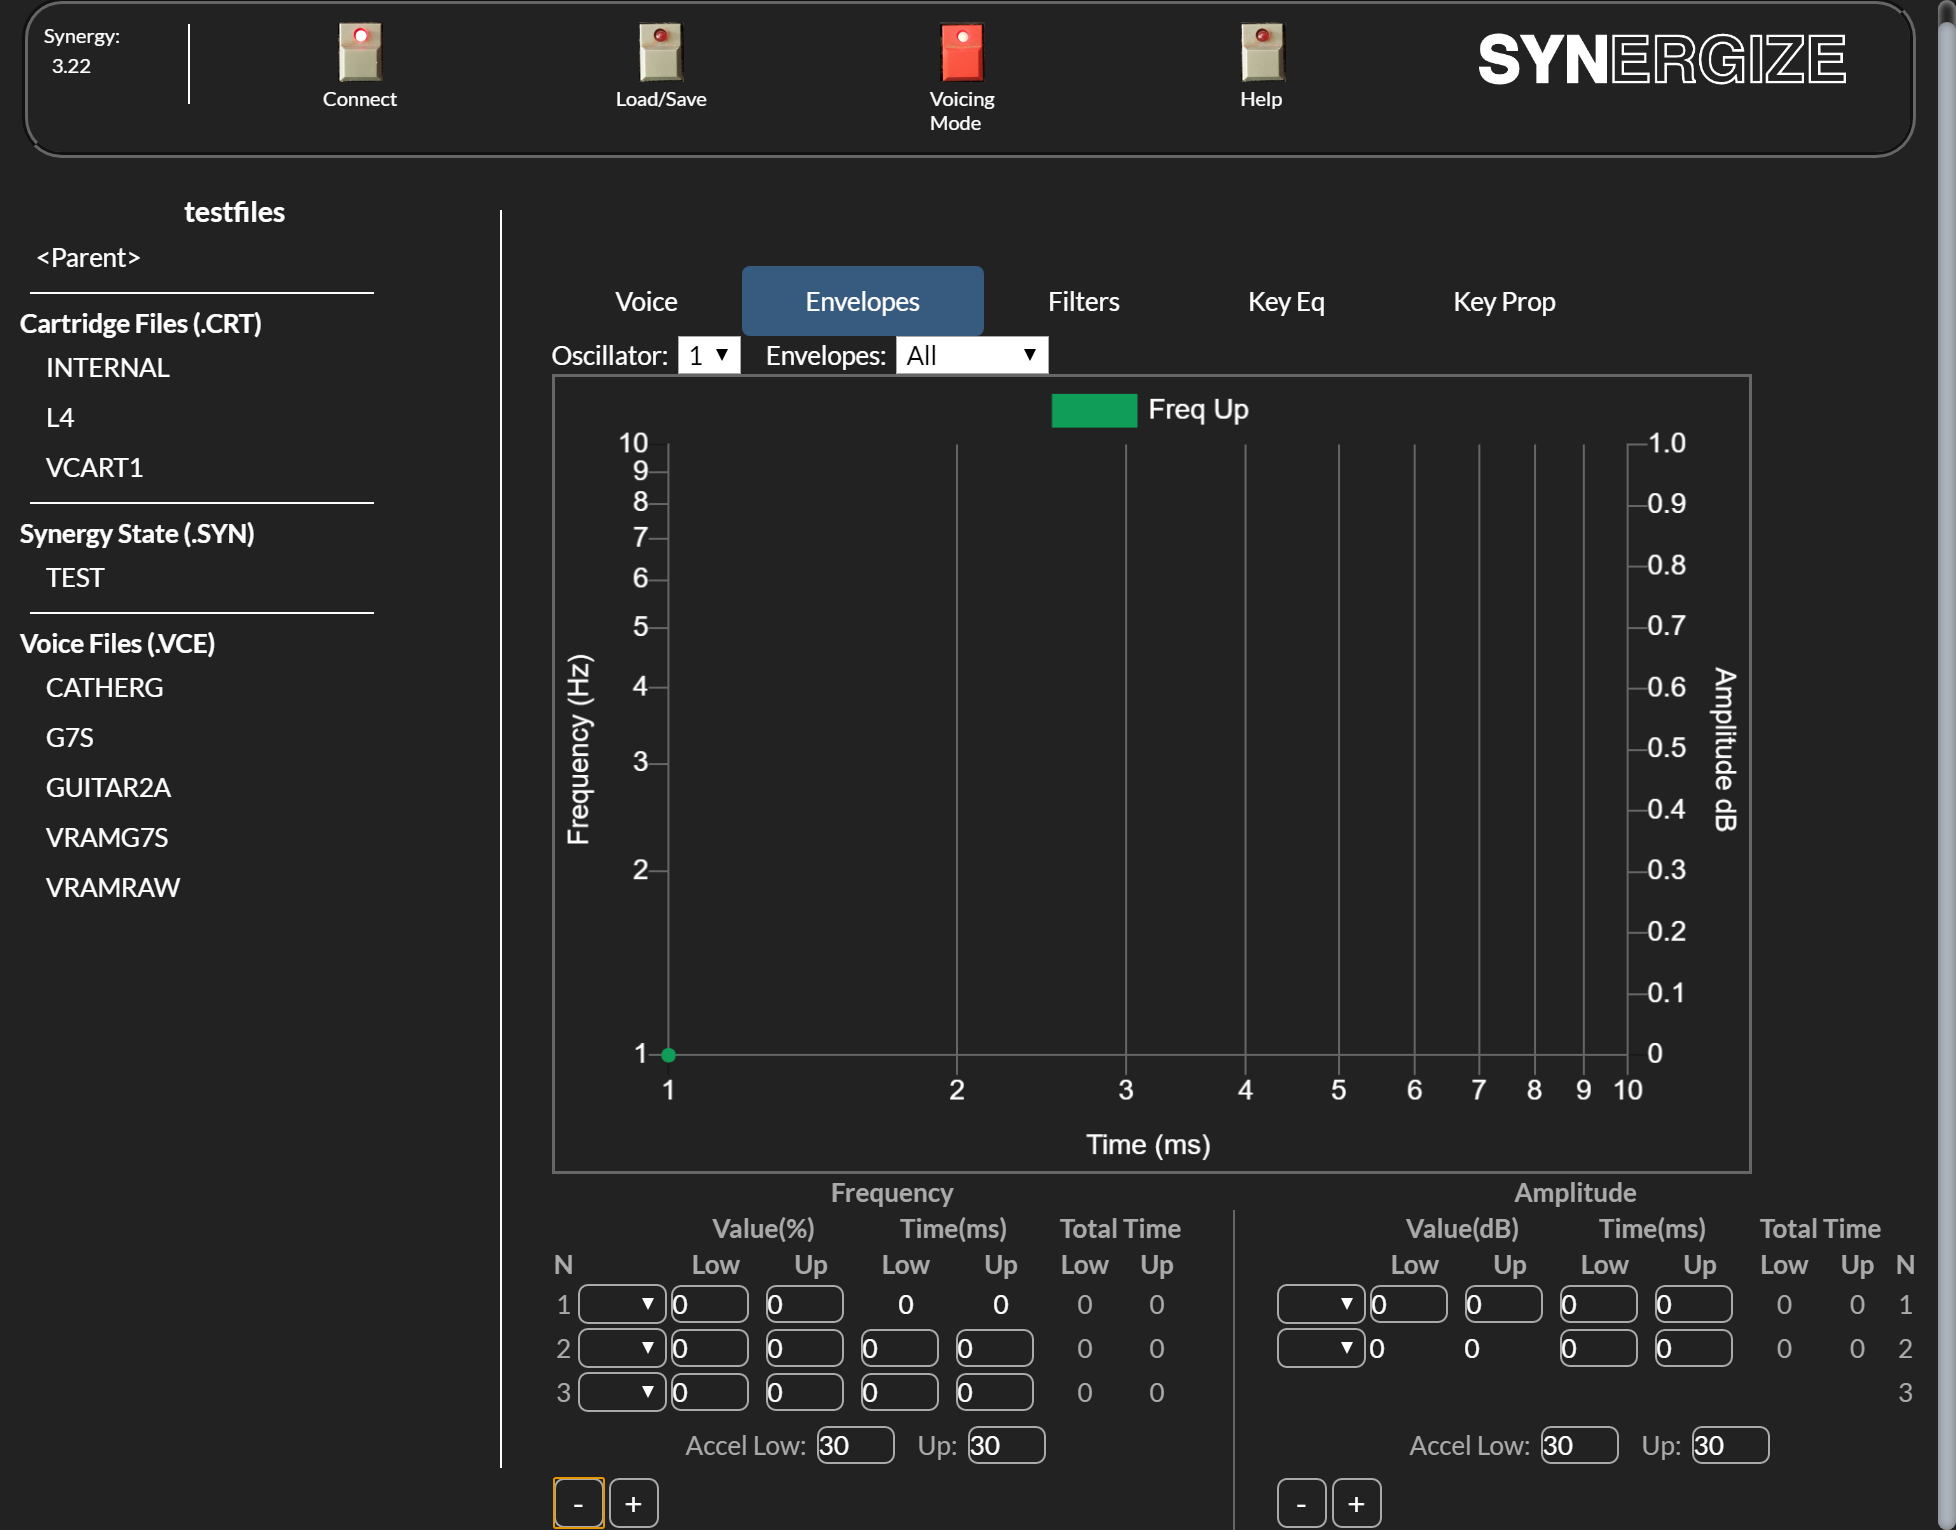 Synergy:
3.22
Connect
Load/Save
Voicing
Mode
Help
SYNERGIZE
testfiles
<Parent>
Cartridge Files (.CRT)
INTERNAL
L4
VCART1
Synergy State (.SYN)
TEST
Voice Files (.VCE)
CATHERG
G7S
GUITAR2A
VRAMG7S
VRAMRAW
Voice Envelopes Filters Key Eq Key Prop
Oscillator: 1 ▼ Envelopes: All ▼
Freq Up
10
9
8
7
6
5
4
3
2
1
Frequency (Hz)
1.0
0.9
0.8
0.7
0.6
0.5
0.4
0.3
0.2
0.1
0
Amplitude dB
1 2 3 4 5 6 7 8 9 10
Time (ms)
Frequency
Value(%) Time(ms) Total Time
N Low Up Low Up Low Up
1 ▼ 0 0 0 0 0 0
2 ▼ 0 0 0 0 0 0
3 ▼ 0 0 0 0 0 0
Accel Low: 30 Up: 30
- +
Amplitude
Value(dB) Time(ms) Total Time
Low Up Low Up Low Up N
▼ 0 0 0 0 0 0 1
▼ 0 0 0 0 0 0 2
3
Accel Low: 30 Up: 30
- +